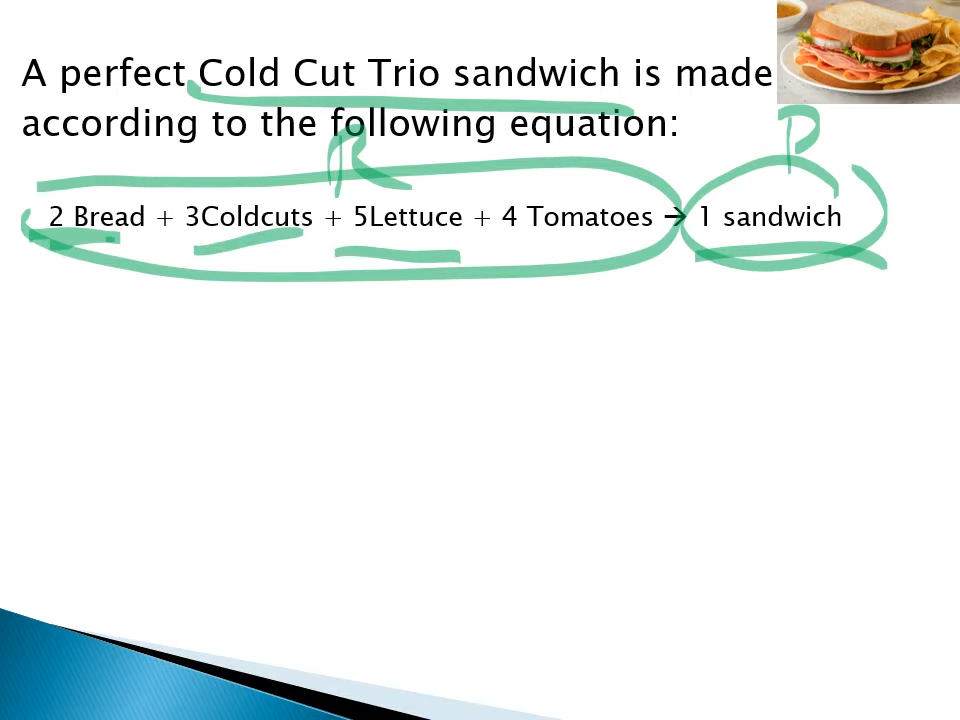 A perfect Cold Cut Trio sandwich is made
according to the following equation:
R
P
2 Bread + 3Coldcuts + 5Lettuce + 4 Tomatoes → 1 sandwich